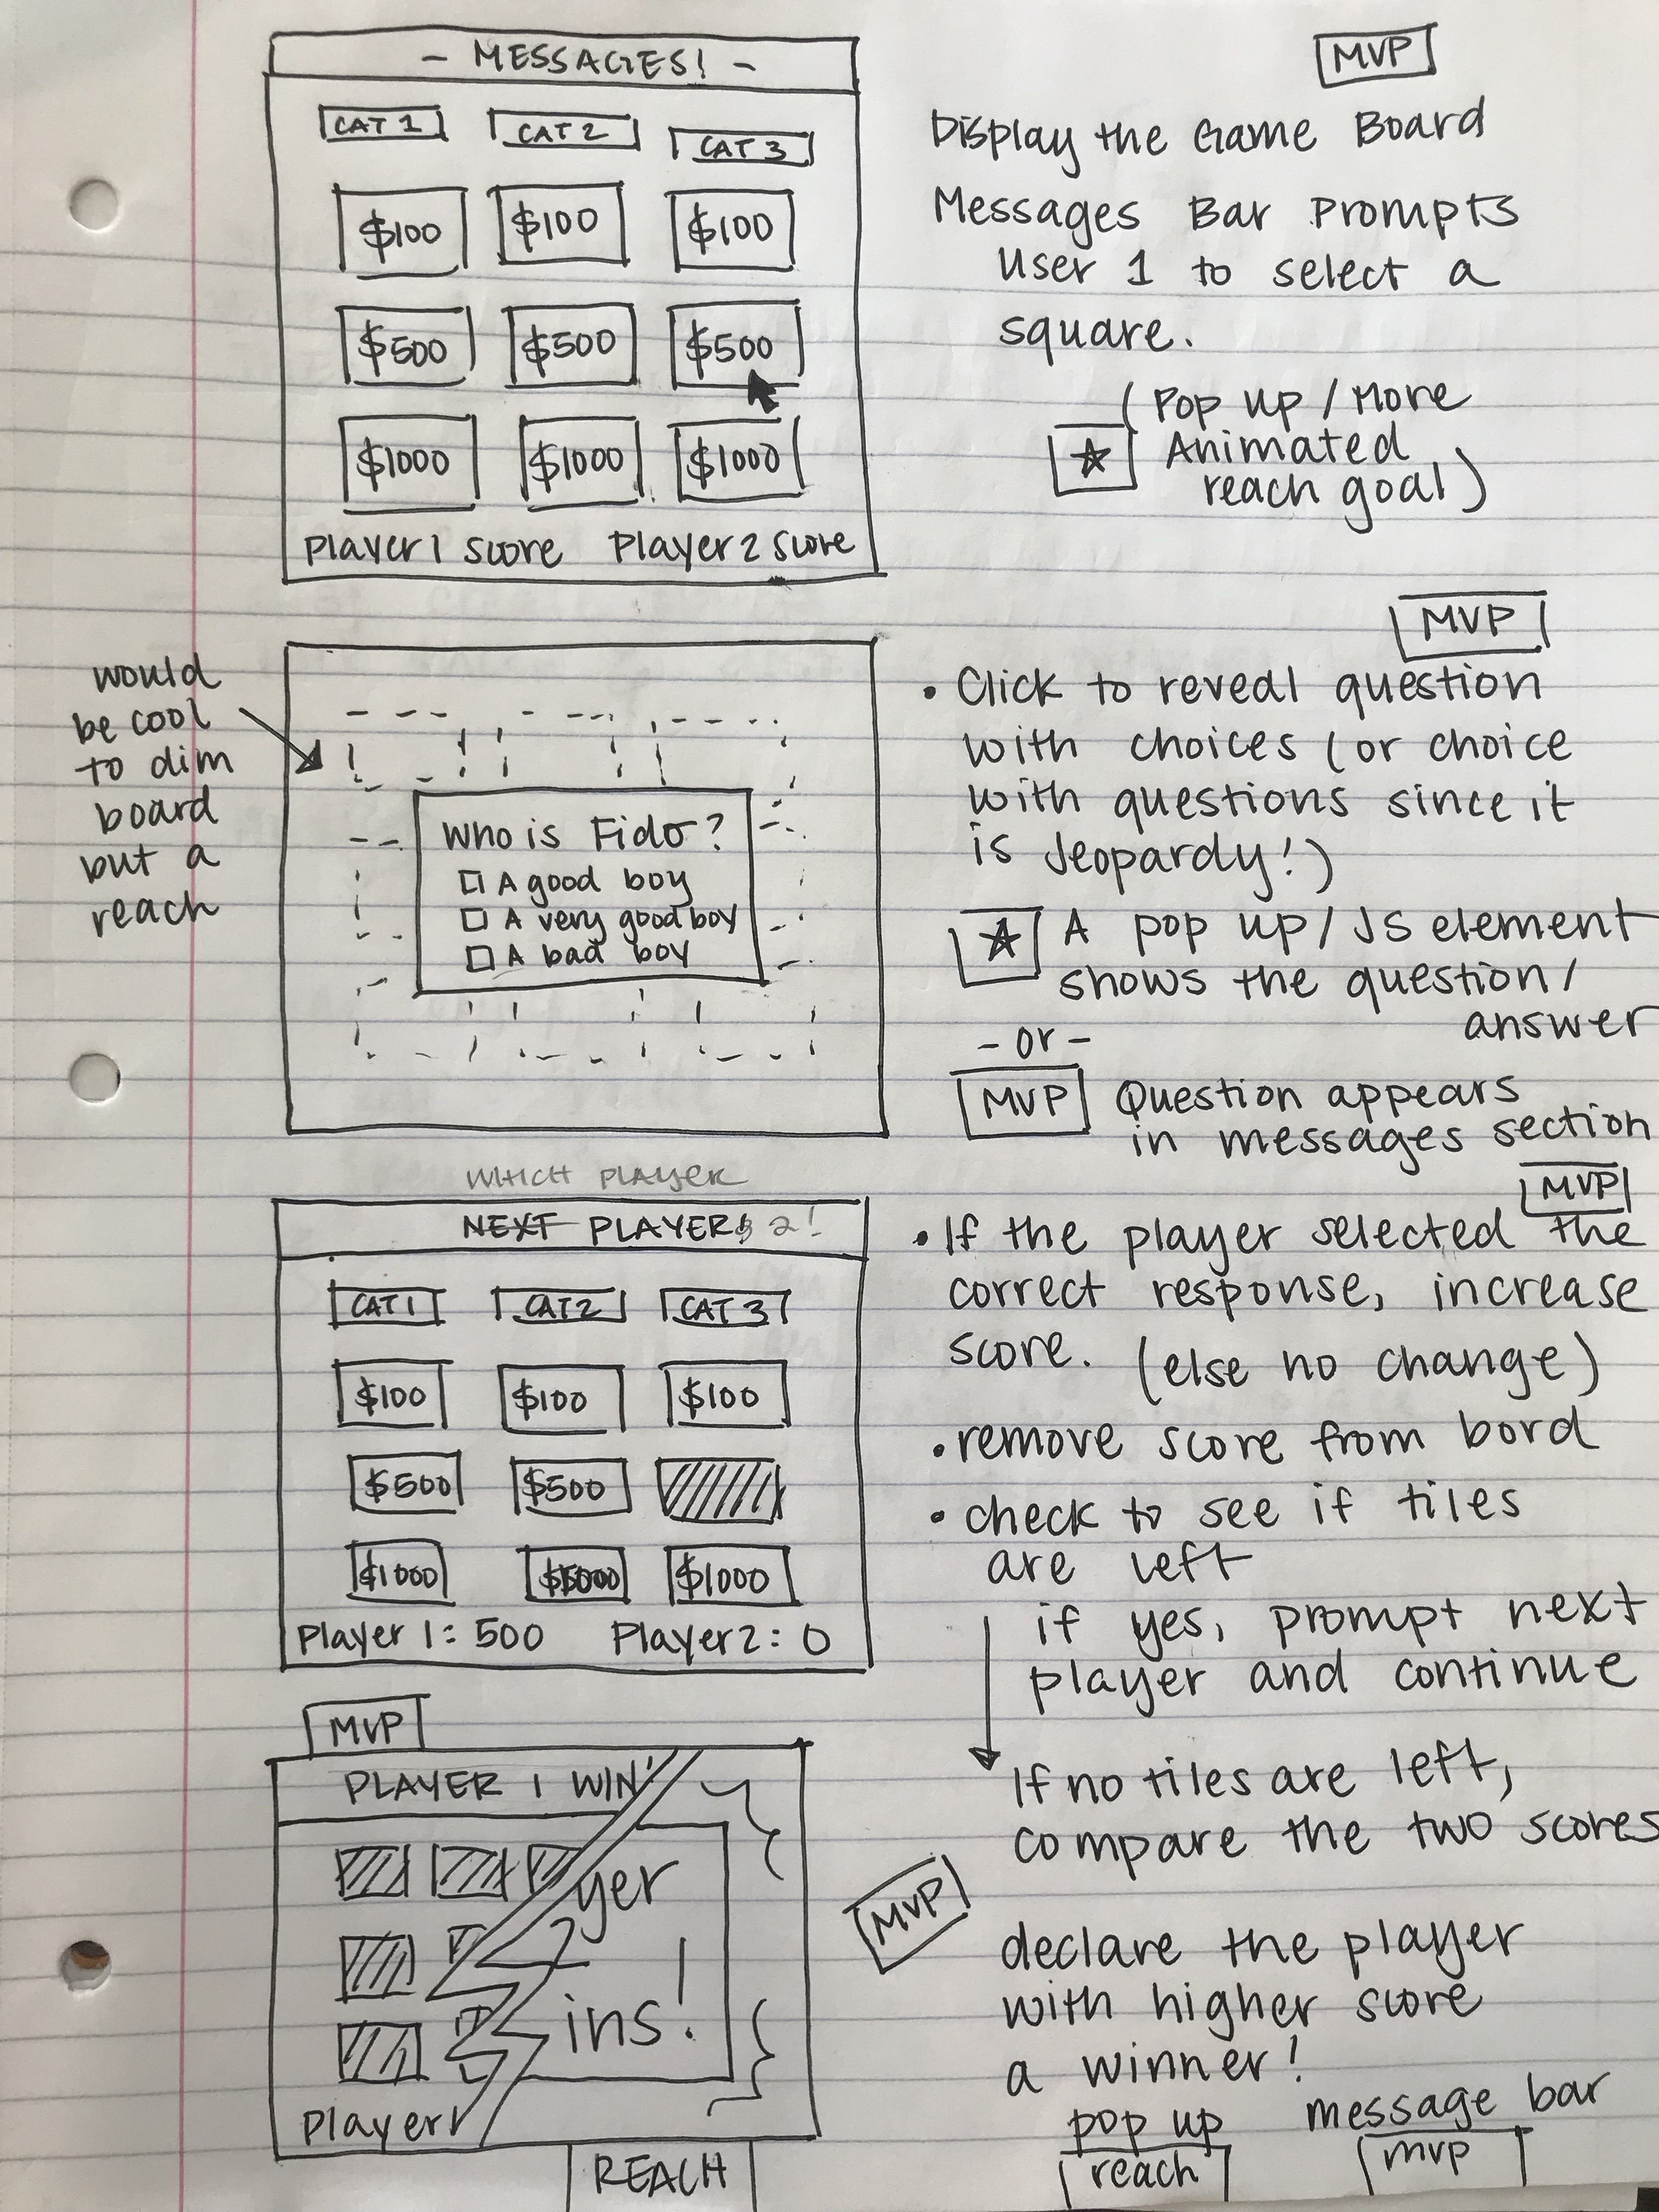 - MESSAGES! -
CAT 1 CAT 2 CAT 3
$100 $100 $100
$500 $500 $500
$1000 $1000 $1000
Player 1 score Player 2 score
MVP
Display the Game Board
Messages Bar Prompts
User 1 to select a
square.
(Pop up / More
Animated
reach goal)
would
be cool
to dim
board
but a
reach
Who is Fido?
A good boy
A very good boy
A bad boy
MVP
• Click to reveal question
with choices (or choice
with questions since it
is Jeopardy!)
A pop up / JS element
shows the question /
answer
- or -
MVP Question appears
in messages section
WHICH PLAYER
NEXT PLAYER 2!
CAT1 CAT2 CAT 3
$100 $100 $100
$500 $500
$1000 $1000
Player 1: 500 Player 2: 0
MVP
• If the player selected the
correct response, increase
score. (else no change)
• remove score from bord
• check to see if tiles
are left
if yes, prompt next
player and continue
If no tiles are left,
compare the two scores
MVP
declare the player
with higher score
a winner!
pop up message bar
reach mvp
MVP
PLAYER 1 WIN
yer
ins!
Player 1
REACH